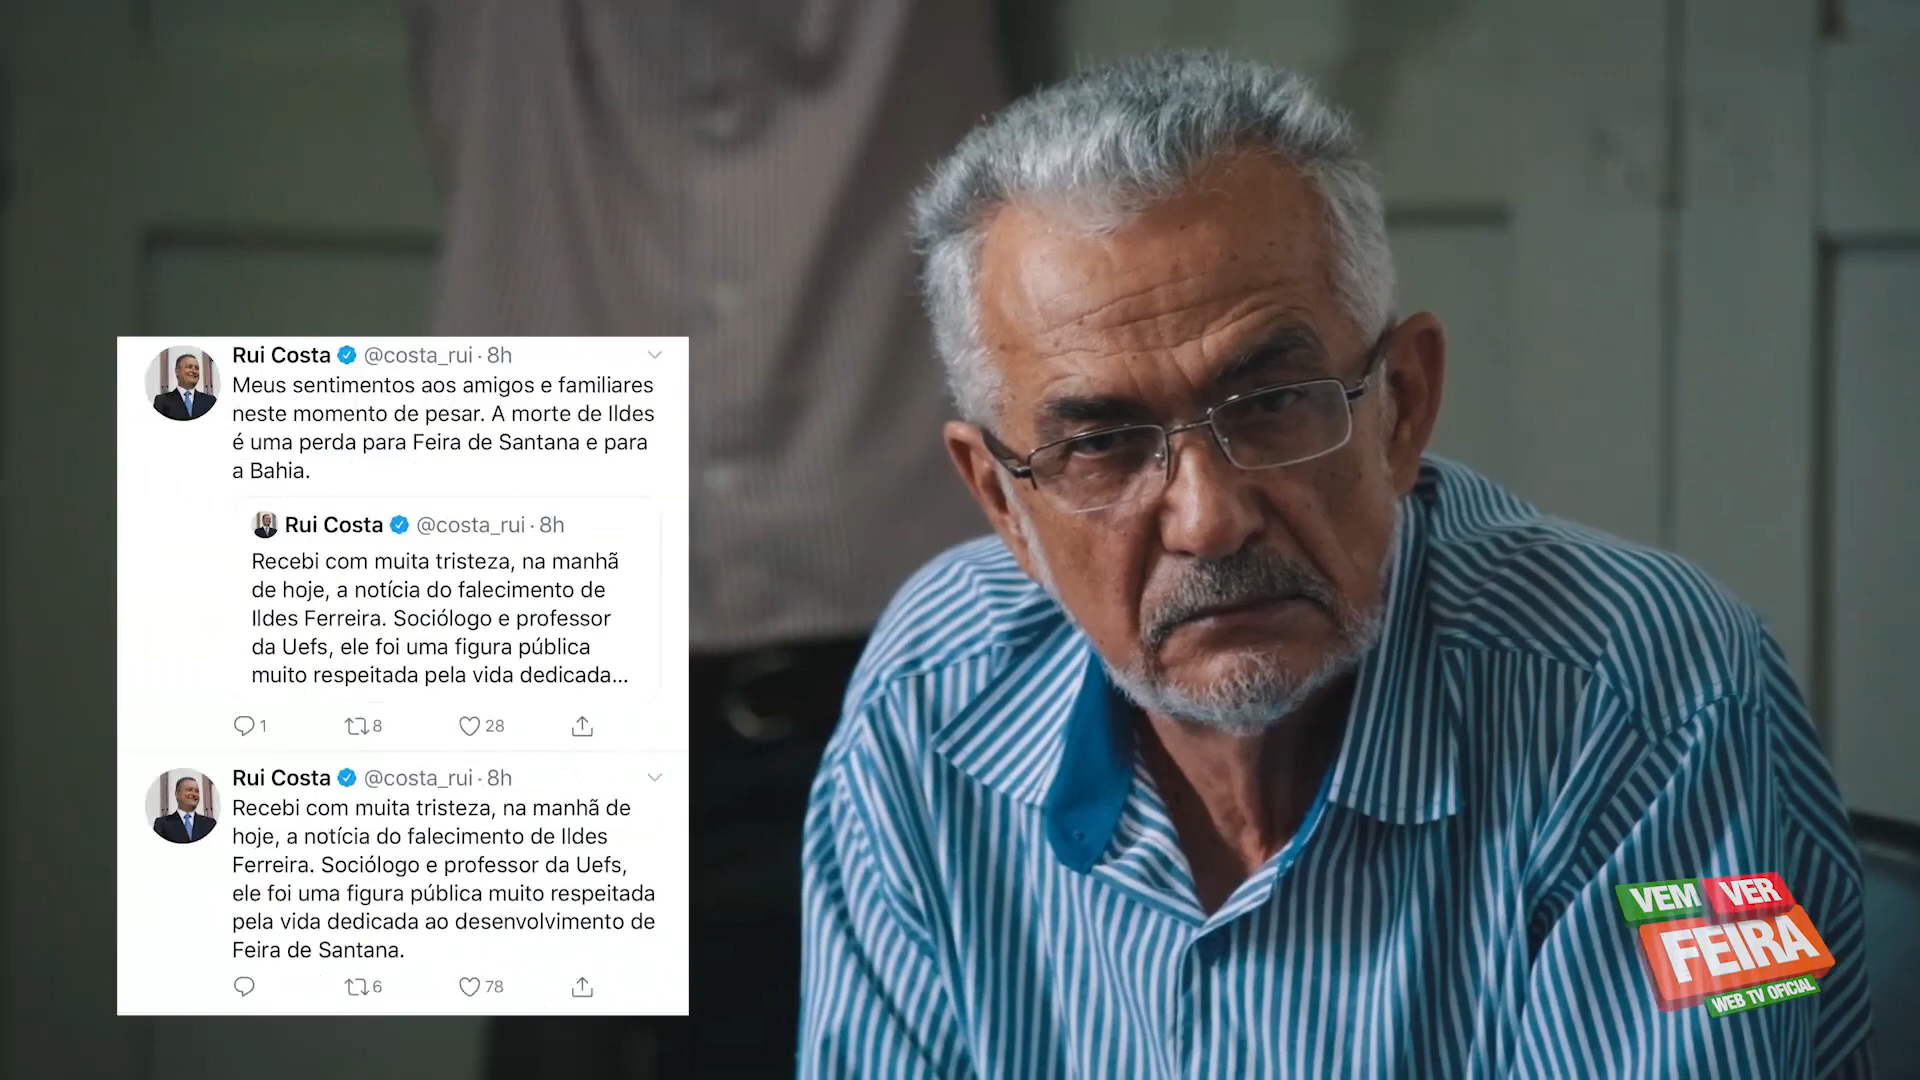 Rui Costa @costa_rui · 8h
Meus sentimentos aos amigos e familiares
neste momento de pesar. A morte de Ildes
é uma perda para Feira de Santana e para
a Bahia.
Rui Costa @costa_rui · 8h
Recebi com muita tristeza, na manhã
de hoje, a notícia do falecimento de
Ildes Ferreira. Sociólogo e professor
da Uefs, ele foi uma figura pública
muito respeitada pela vida dedicada...
1 8 28
Rui Costa @costa_rui · 8h
Recebi com muita tristeza, na manhã de
hoje, a notícia do falecimento de Ildes
Ferreira. Sociólogo e professor da Uefs,
ele foi uma figura pública muito respeitada
pela vida dedicada ao desenvolvimento de
Feira de Santana.
6 78
VEM VER
FEIRA
WEB TV OFICIAL